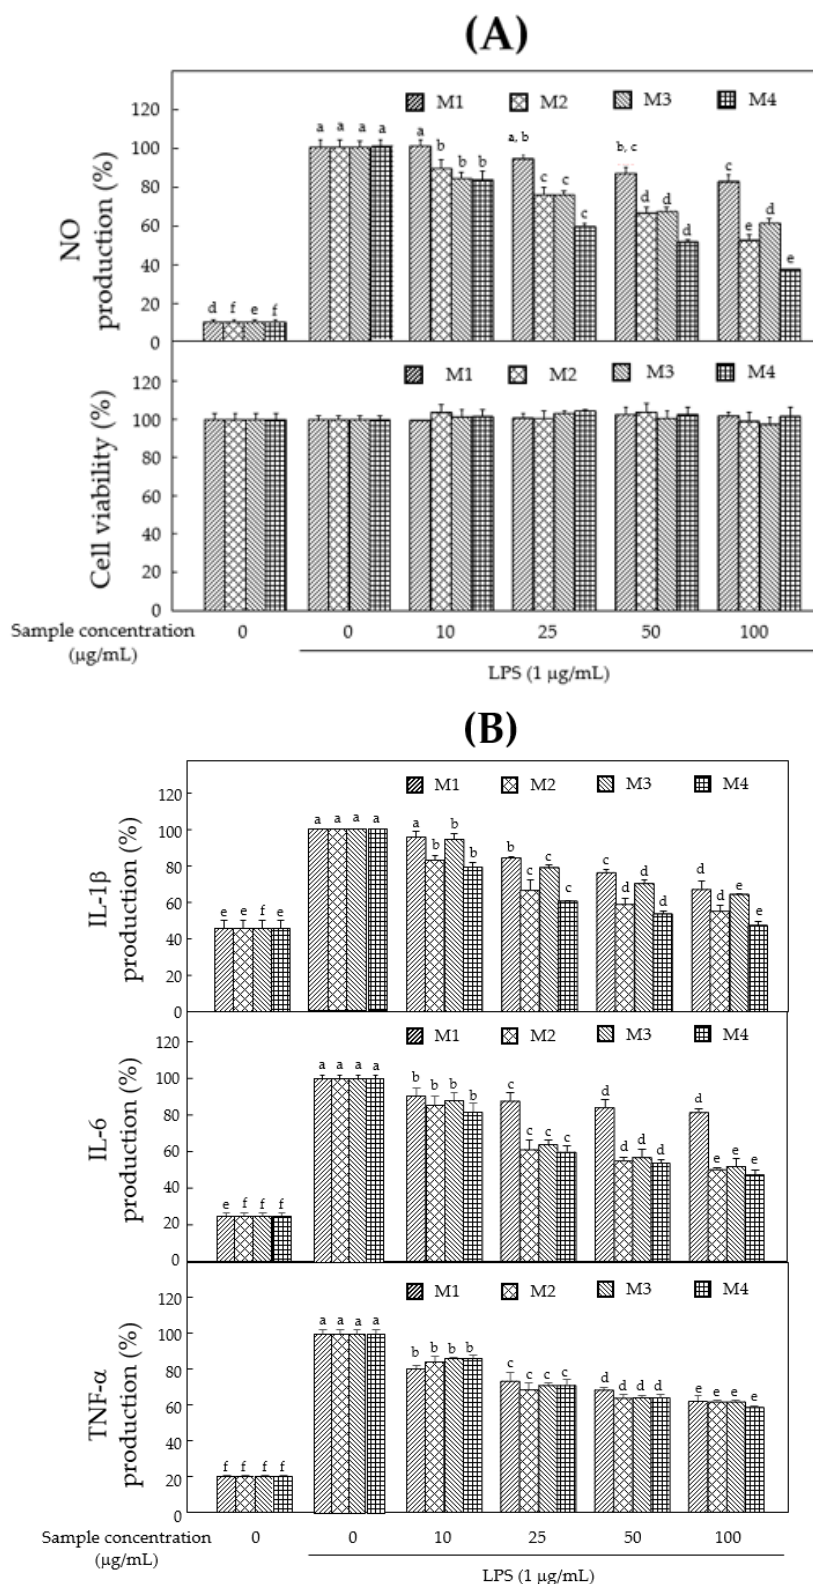 (A)
M1 M2 M3 M4
NO
production (%)
120
100
80
60
40
20
0
d f e f
a a a a
a b b b
a, b c c c
b, c d d d
c e d e
M1 M2 M3 M4
Cell viability (%)
120
100
80
60
40
20
0
Sample concentration
(μg/mL)
0 0 10 25 50 100
LPS (1 μg/mL)
(B)
M1 M2 M3 M4
IL-1β
production (%)
120
100
80
60
40
20
0
e e f e
a a a a
a b b b
b c c c
c d d d
d d e e
M1 M2 M3 M4
IL-6
production (%)
120
100
80
60
40
20
0
e f f f
a a a a
b b b b
c c c c
d d d d
d e e e
M1 M2 M3 M4
TNF-α
production (%)
120
100
80
60
40
20
0
f f f f
a a a a
b b b b
c c c c
d d d d
e e e e
Sample concentration
(μg/mL)
0 0 10 25 50 100
LPS (1 μg/mL)